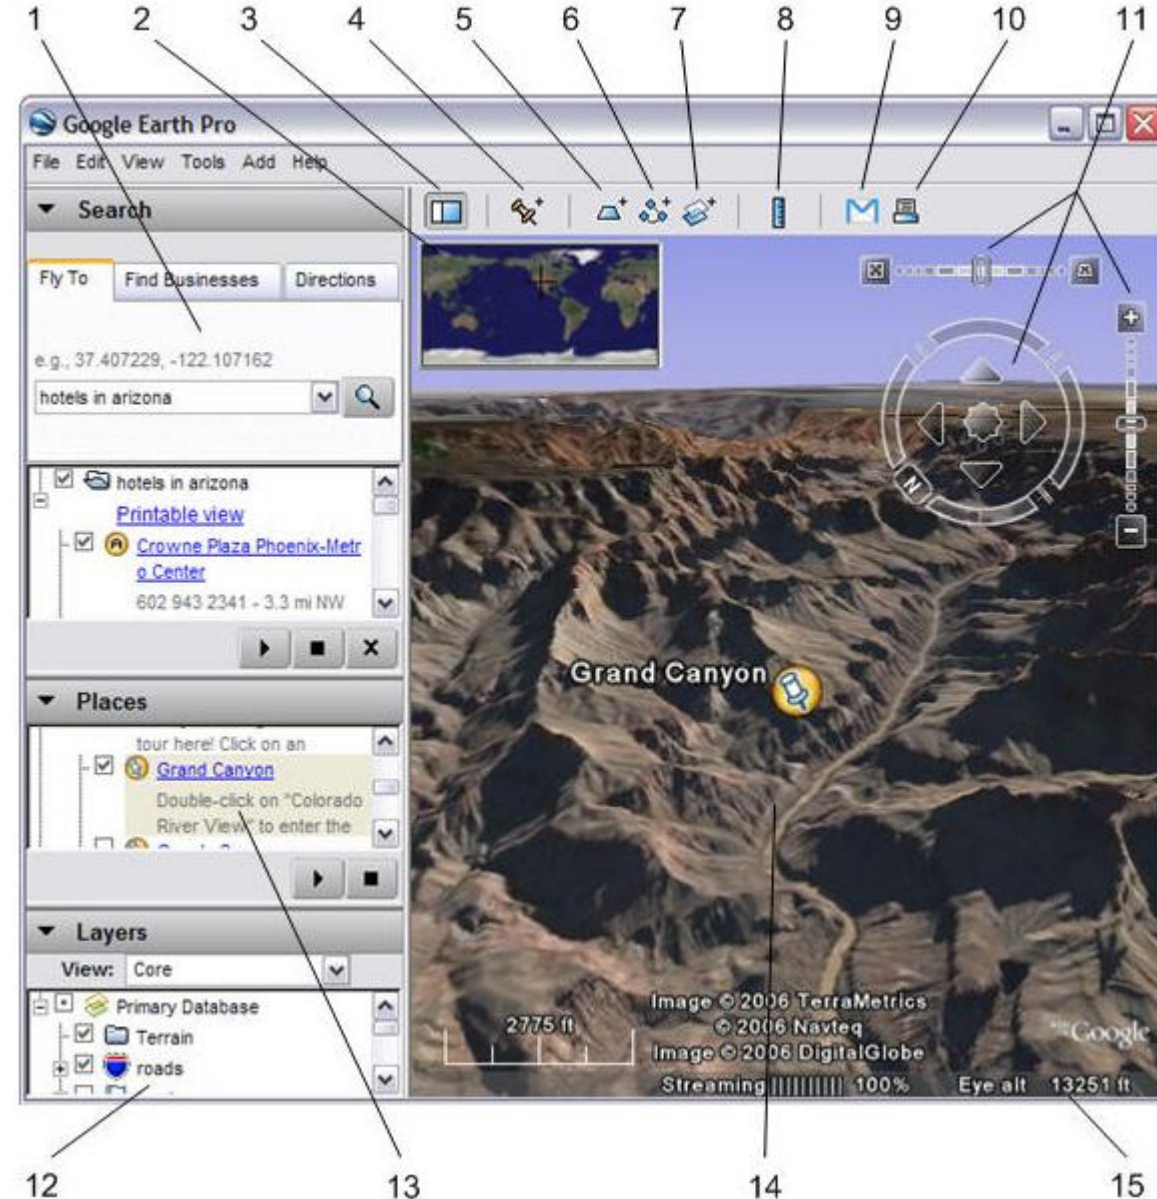 1 2 3 4 5 6 7 8 9 10 11
Google Earth Pro
File Edit View Tools Add Help
Search
Fly To Find Businesses Directions
e.g., 37.407229, -122.107162
hotels in arizona
hotels in arizona
Printable view
Crowne Plaza Phoenix-Metr
o Center
602 943 2341 - 3.3 mi NW
Places
tour here! Click on an
Grand Canyon
Double-click on "Colorado
River View" to enter the
Layers
View: Core
Primary Database
Terrain
roads
N
Grand Canyon
2775 ft
Image © 2006 TerraMetrics
© 2006 Navteq
Image © 2006 DigitalGlobe
Google
Streaming |||||||||| 100% Eye alt 13251 ft
12 13 14 15